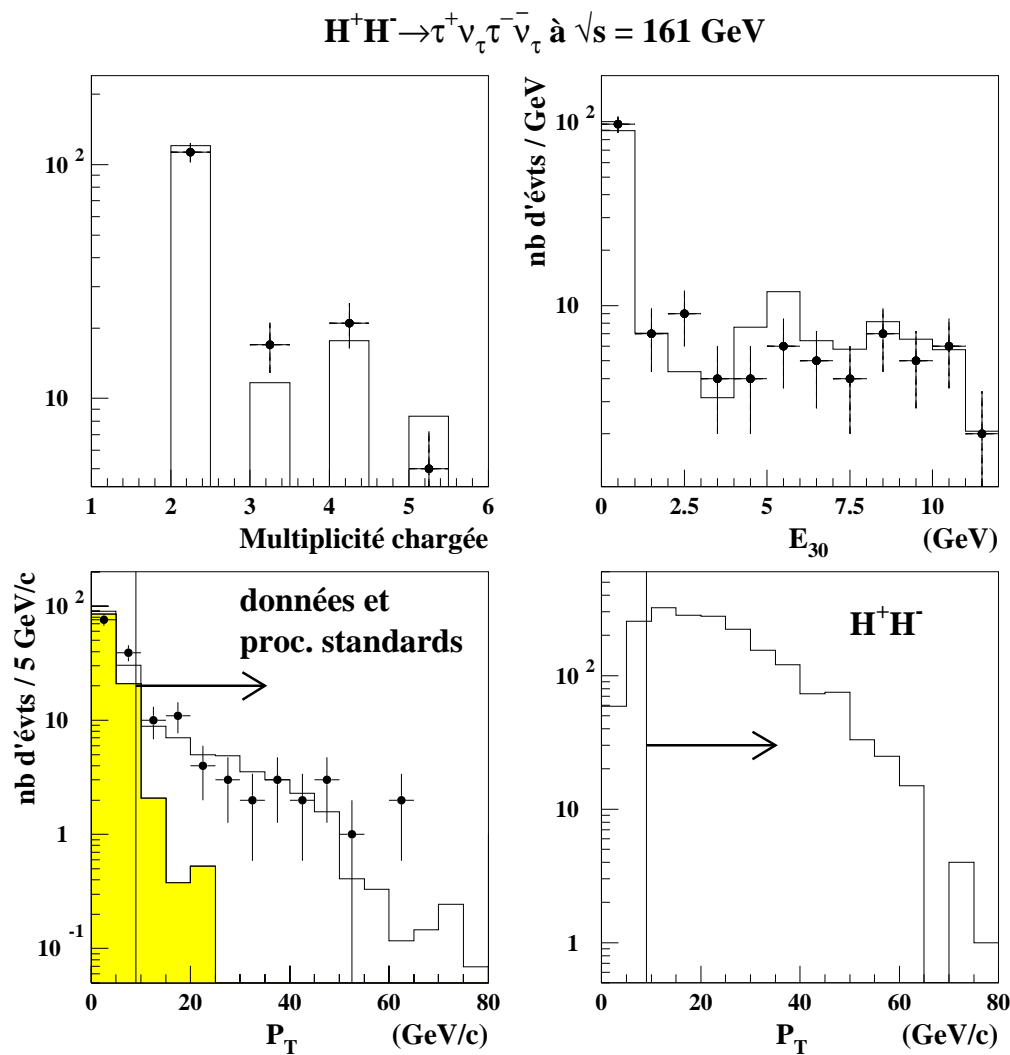 H⁺H⁻→τ⁺ν_τ τ⁻ν̄_τ à √s = 161 GeV
10²
10
1 2 3 4 5 6
Multiplicité chargée
nb d'évts / GeV
10²
10
0 2.5 5 7.5 10
E₃₀ (GeV)
nb d'évts / 5 GeV/c
10²
10
1
10⁻¹
données et
proc. standards
0 20 40 60 80
P_T (GeV/c)
H⁺H⁻
10²
10
1
0 20 40 60 80
P_T (GeV/c)